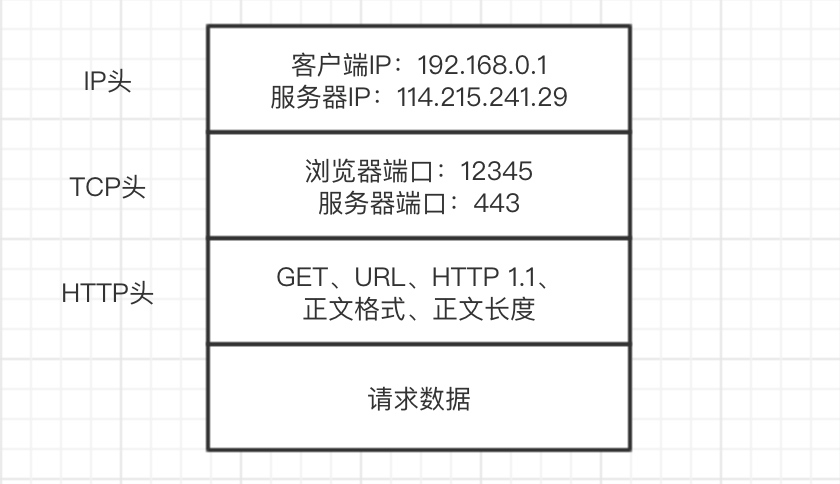 IP头
客户端IP：192.168.0.1
服务器IP：114.215.241.29
TCP头
浏览器端口：12345
服务器端口：443
HTTP头
GET、URL、HTTP 1.1、
正文格式、正文长度
请求数据